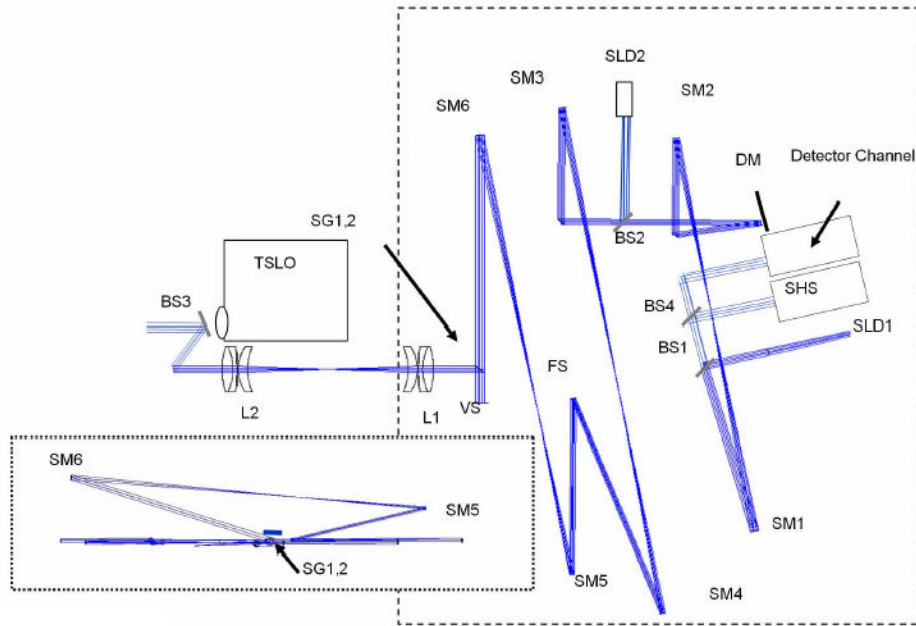 SLD2
SM3
SM2
SM6
DM
Detector Channel
SG1,2
TSLO
BS2
BS3
SHS
BS4
SLD1
BS1
FS
L2
L1
VS
SM6
SM5
SM1
SG1,2
SM5
SM4